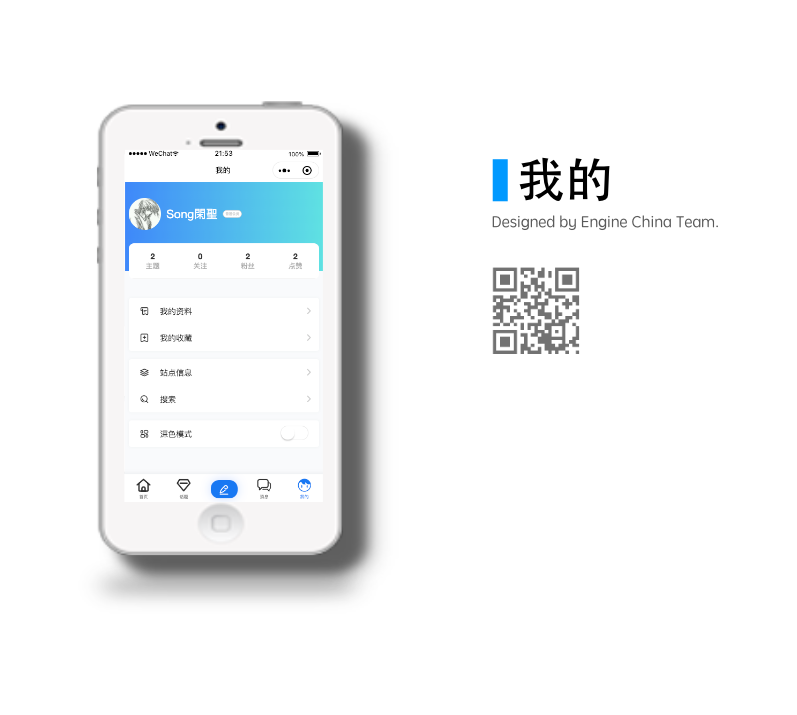 WeChat
21:53
100%
我的
Song閑聖
2
0
2
2
主题
关注
粉丝
点赞
我的资料
我的收藏
站点信息
搜索
深色模式
首页
消息
我的
我的
Designed by Engine China Team.